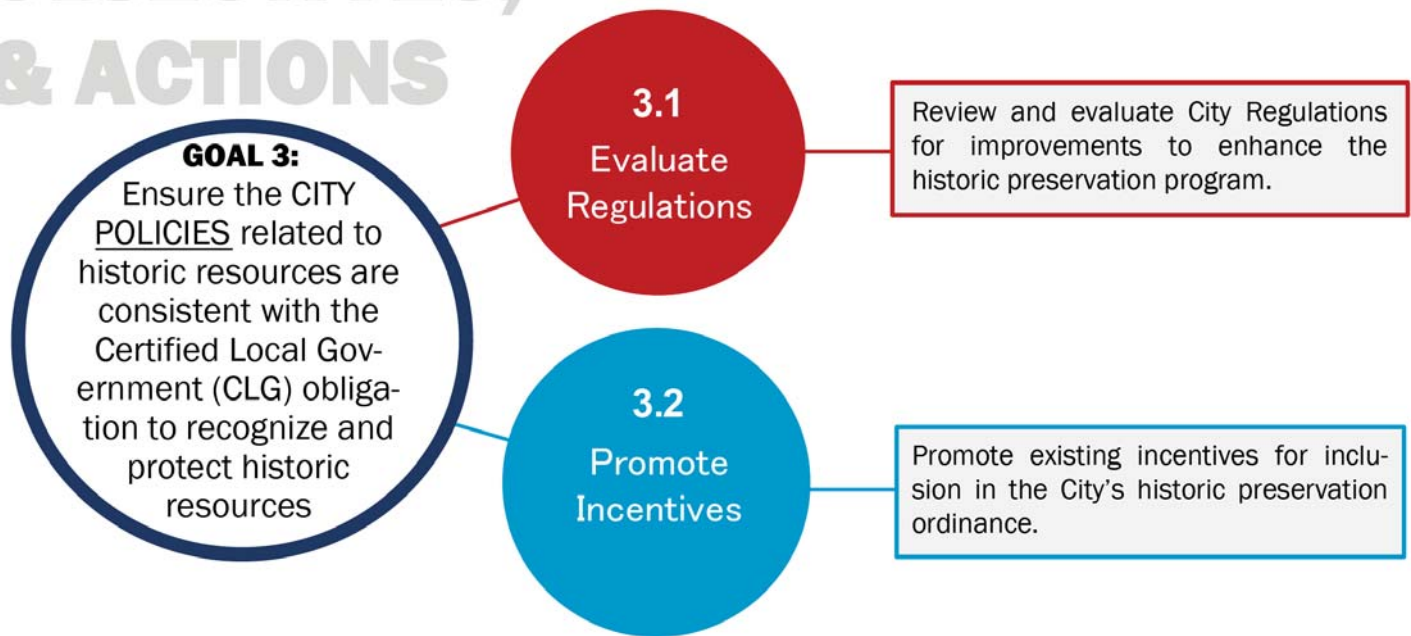 & ACTIONS
GOAL 3:
Ensure the CITY
POLICIES related to
historic resources are
consistent with the
Certified Local Gov-
ernment (CLG) obliga-
tion to recognize and
protect historic
resources
3.1
Evaluate
Regulations
Review and evaluate City Regulations
for improvements to enhance the
historic preservation program.
3.2
Promote
Incentives
Promote existing incentives for inclu-
sion in the City's historic preservation
ordinance.